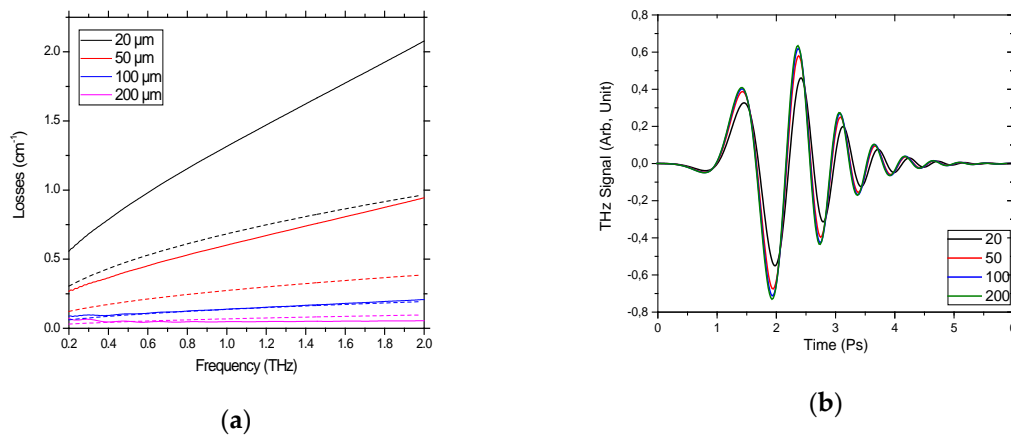 20 µm
50 µm
100 µm
200 µm
2.0
1.5
1.0
0.5
0.0
Losses (cm⁻¹)
0.2 0.4 0.6 0.8 1.0 1.2 1.4 1.6 1.8 2.0
Frequency (THz)
(a)
0,8
0,6
0,4
0,2
0,0
-0,2
-0,4
-0,6
-0,8
THz Signal (Arb, Unit)
20
50
100
200
0 1 2 3 4 5 6
Time (Ps)
(b)